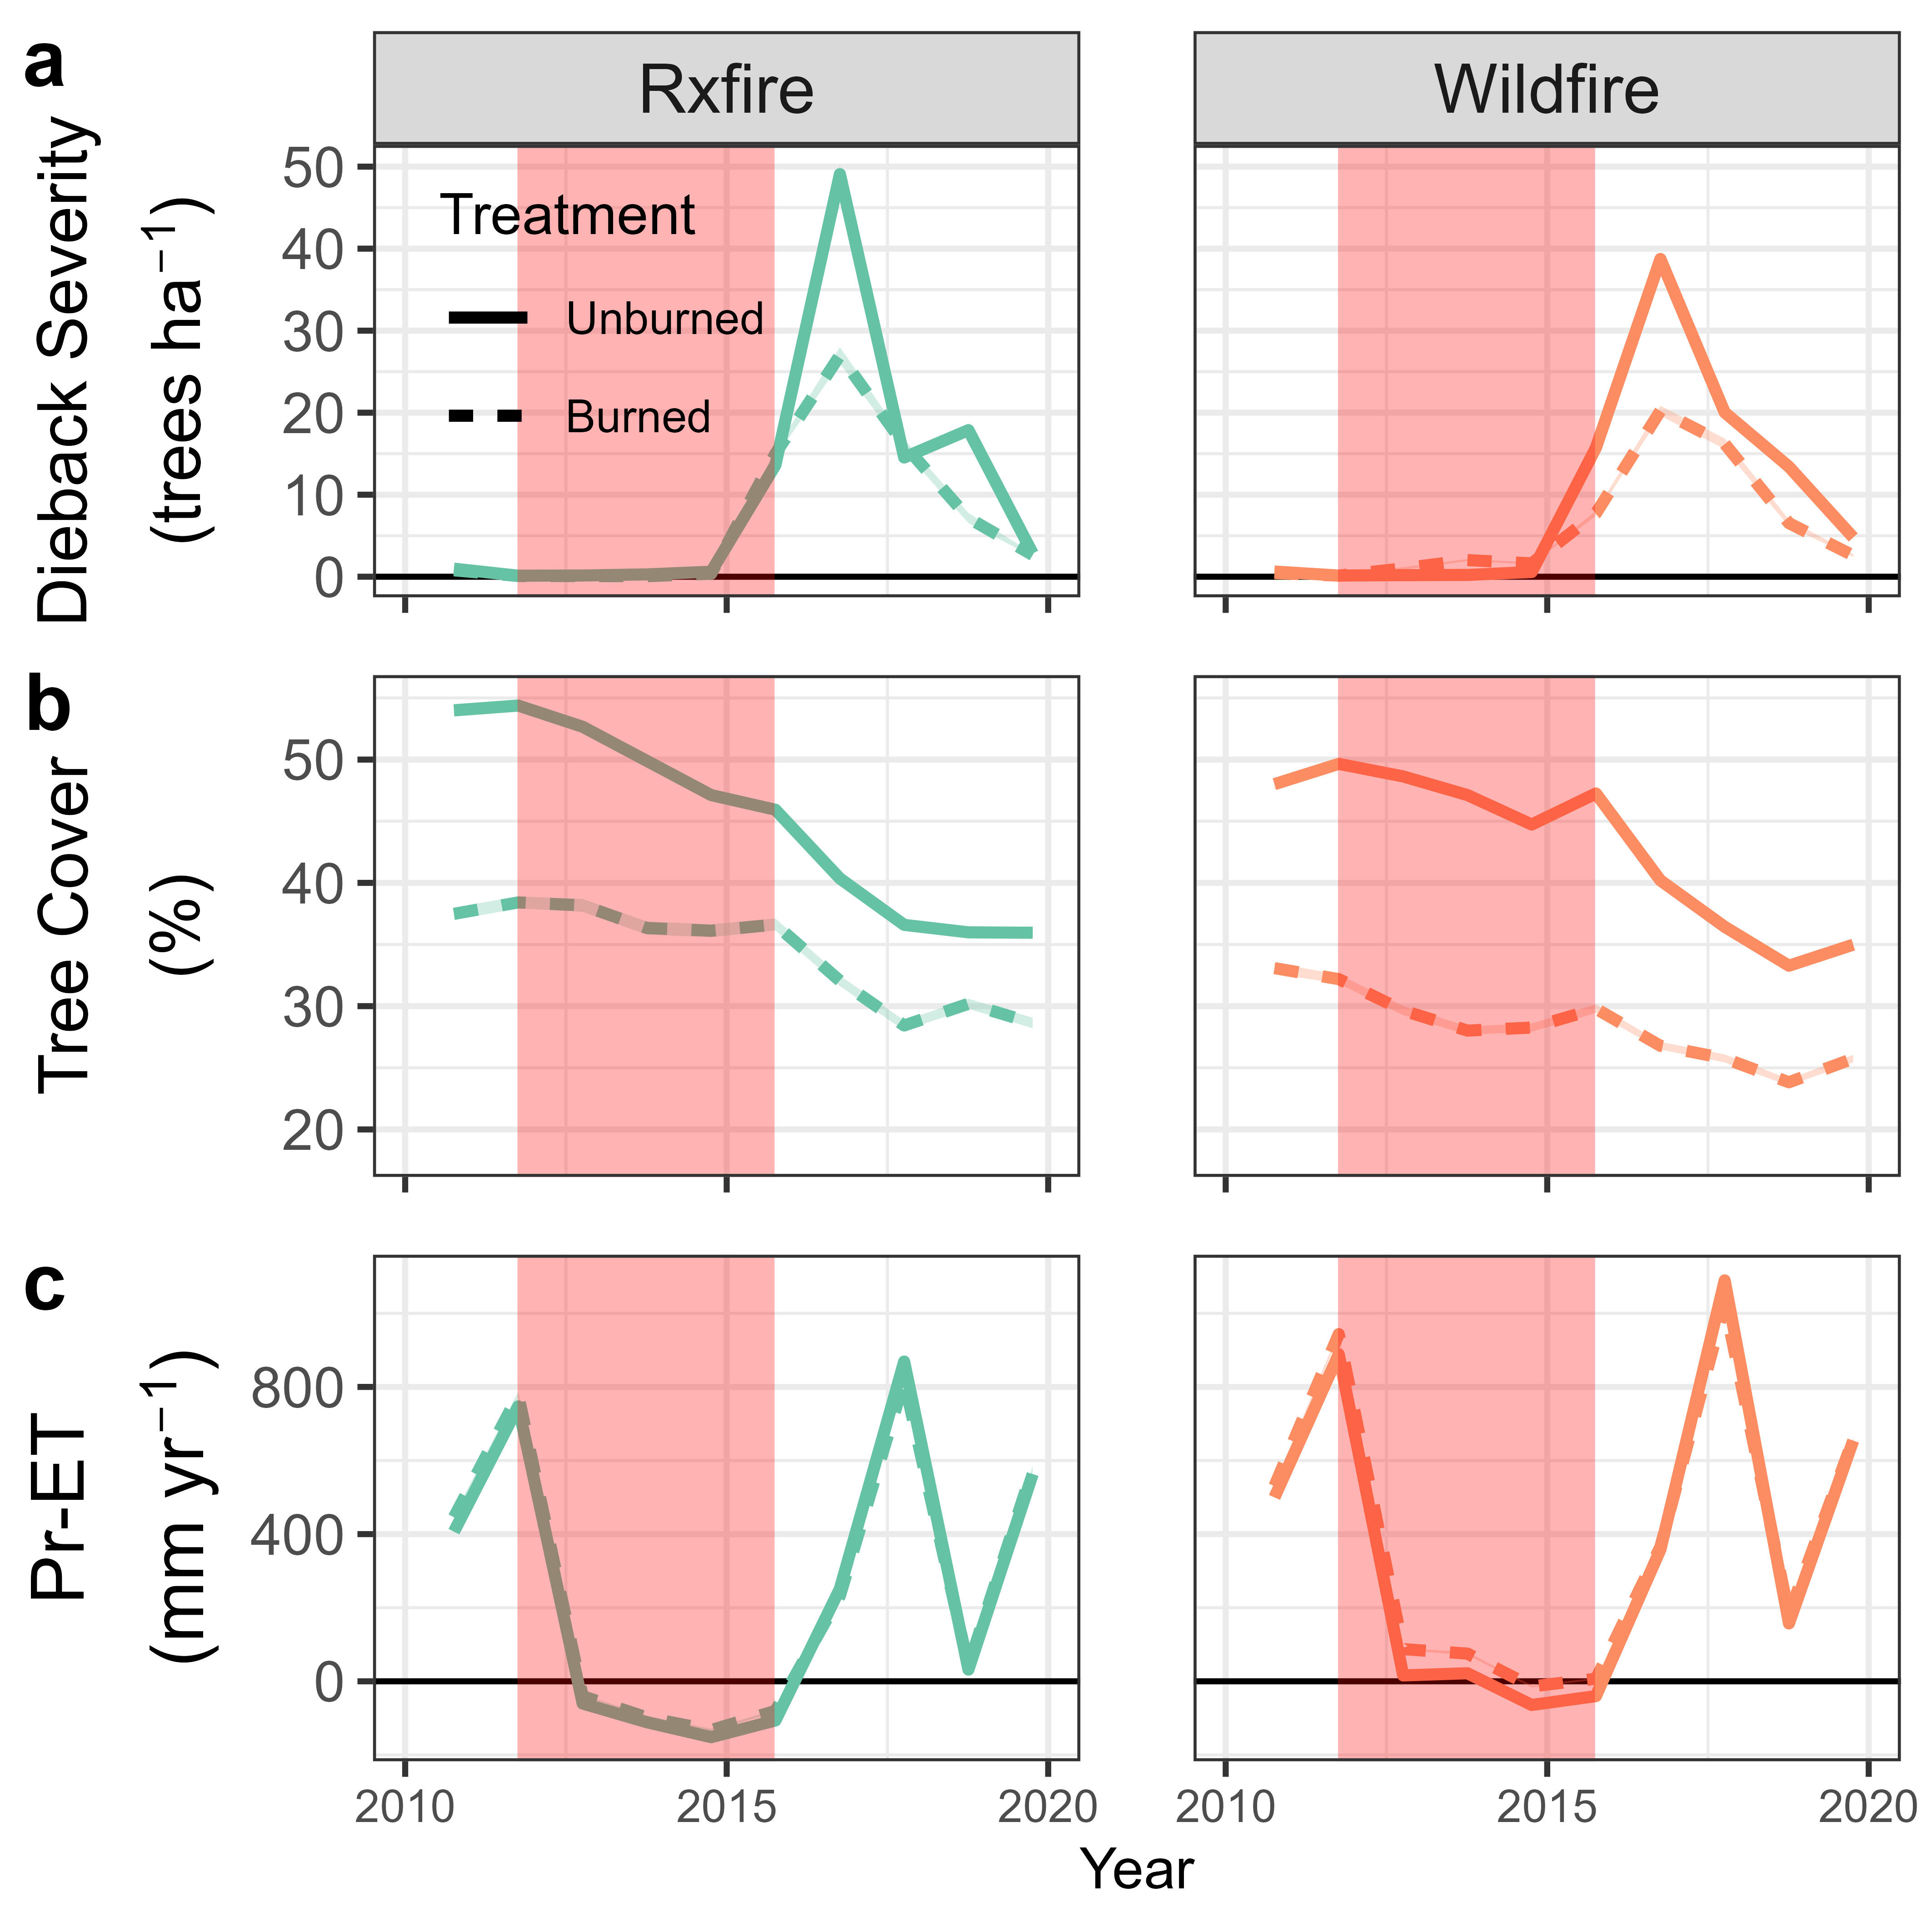 a
Rxfire
Wildfire
Dieback Severity
(trees ha⁻¹)
50
40
30
20
10
0
Treatment
Unburned
Burned
b
Tree Cover
(%)
50
40
30
20
c
Pr-ET
(mm yr⁻¹)
800
400
0
2010 2015 2020 2010 2015 2020
Year